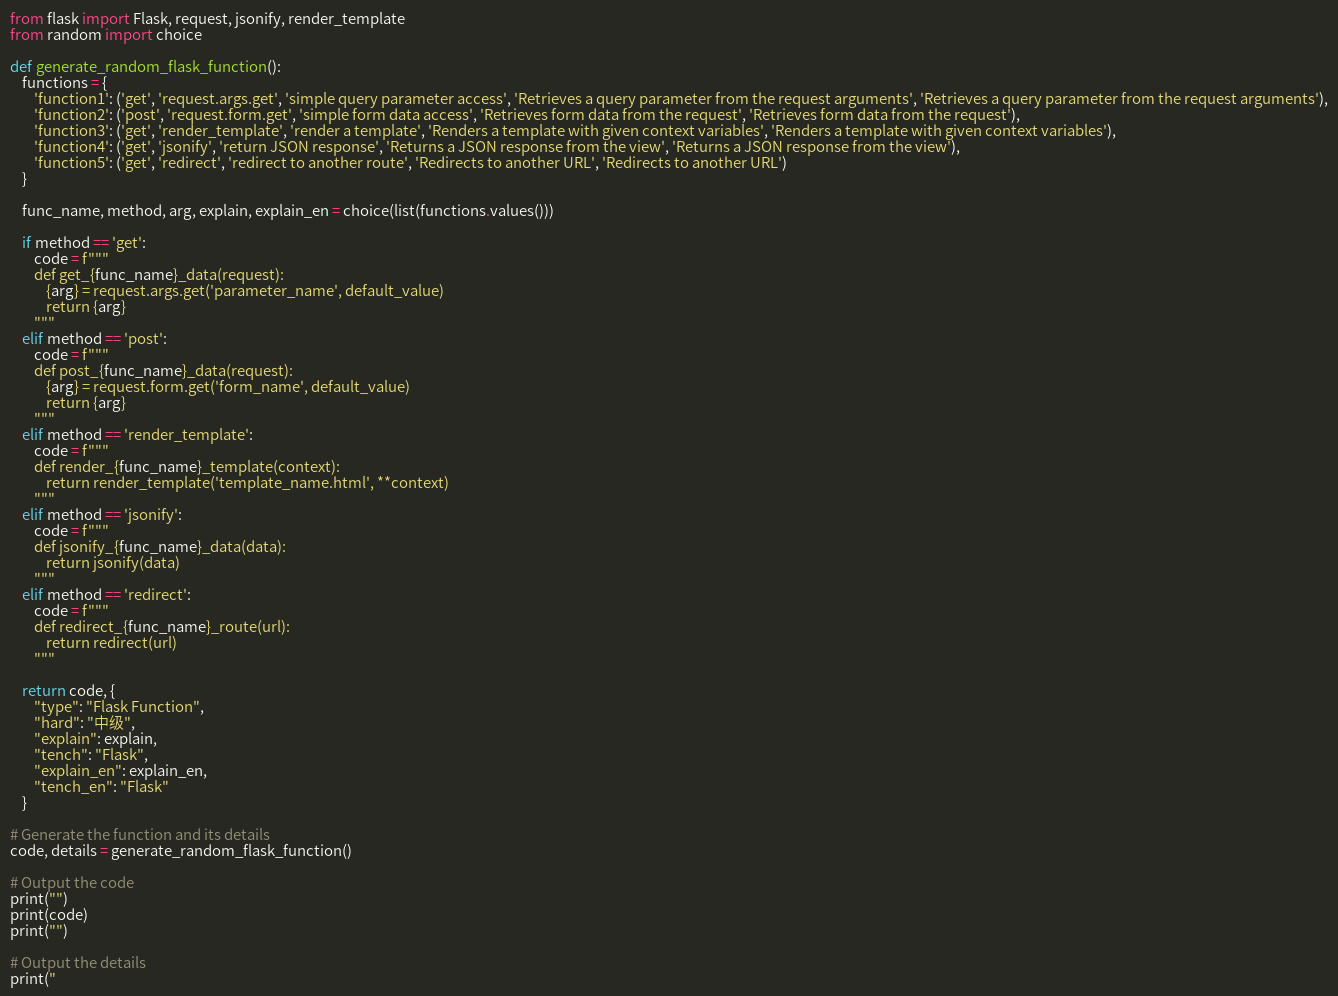 from flask import Flask, request, jsonify, render_template
from random import choice

def generate_random_flask_function():
    functions = {
        'function1': ('get', 'request.args.get', 'simple query parameter access', 'Retrieves a query parameter from the request arguments', 'Retrieves a query parameter from the request arguments'),
        'function2': ('post', 'request.form.get', 'simple form data access', 'Retrieves form data from the request', 'Retrieves form data from the request'),
        'function3': ('get', 'render_template', 'render a template', 'Renders a template with given context variables', 'Renders a template with given context variables'),
        'function4': ('get', 'jsonify', 'return JSON response', 'Returns a JSON response from the view', 'Returns a JSON response from the view'),
        'function5': ('get', 'redirect', 'redirect to another route', 'Redirects to another URL', 'Redirects to another URL')
    }

    func_name, method, arg, explain, explain_en = choice(list(functions.values()))

    if method == 'get':
        code = f"""
        def get_{func_name}_data(request):
            {arg} = request.args.get('parameter_name', default_value)
            return {arg}
        """
    elif method == 'post':
        code = f"""
        def post_{func_name}_data(request):
            {arg} = request.form.get('form_name', default_value)
            return {arg}
        """
    elif method == 'render_template':
        code = f"""
        def render_{func_name}_template(context):
            return render_template('template_name.html', **context)
        """
    elif method == 'jsonify':
        code = f"""
        def jsonify_{func_name}_data(data):
            return jsonify(data)
        """
    elif method == 'redirect':
        code = f"""
        def redirect_{func_name}_route(url):
            return redirect(url)
        """

    return code, {
        "type": "Flask Function",
        "hard": "中级",
        "explain": explain,
        "tench": "Flask",
        "explain_en": explain_en,
        "tench_en": "Flask"
    }

# Generate the function and its details
code, details = generate_random_flask_function()

# Output the code
print("")
print(code)
print("")

# Output the details
print("